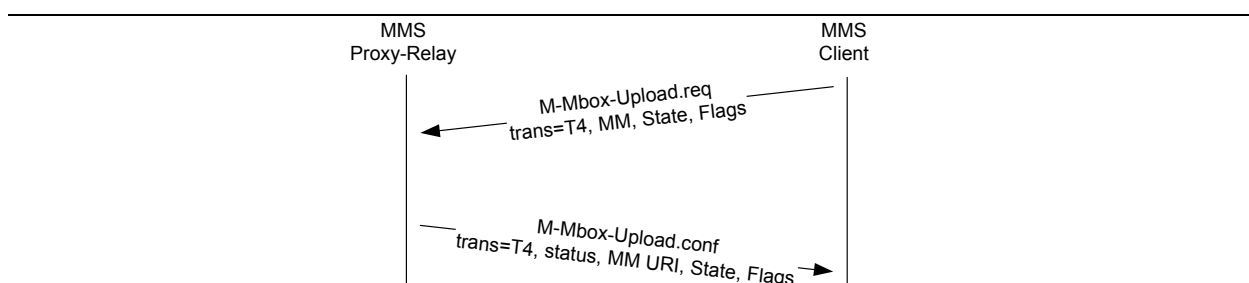 MMS
Proxy-Relay
MMS
Client
M-Mbox-Upload.req
trans=T4, MM, State, Flags
M-Mbox-Upload.conf
trans=T4, status, MM URI, State, Flags